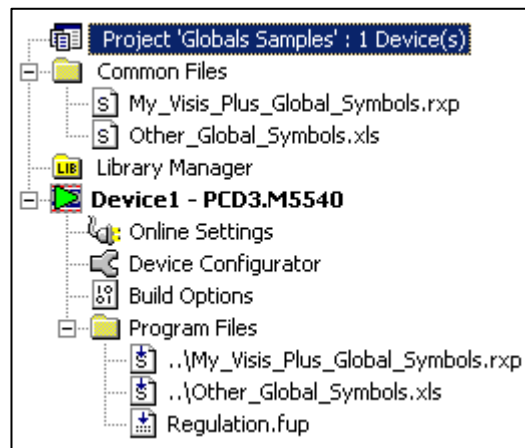 Project 'Globals Samples' : 1 Device(s)
Common Files
My_Visis_Plus_Global_Symbols.rxp
Other_Global_Symbols.xls
Library Manager
Device1 - PCD3.M5540
Online Settings
Device Configurator
Build Options
Program Files
..\My_Visis_Plus_Global_Symbols.rxp
..\Other_Global_Symbols.xls
Regulation.fup